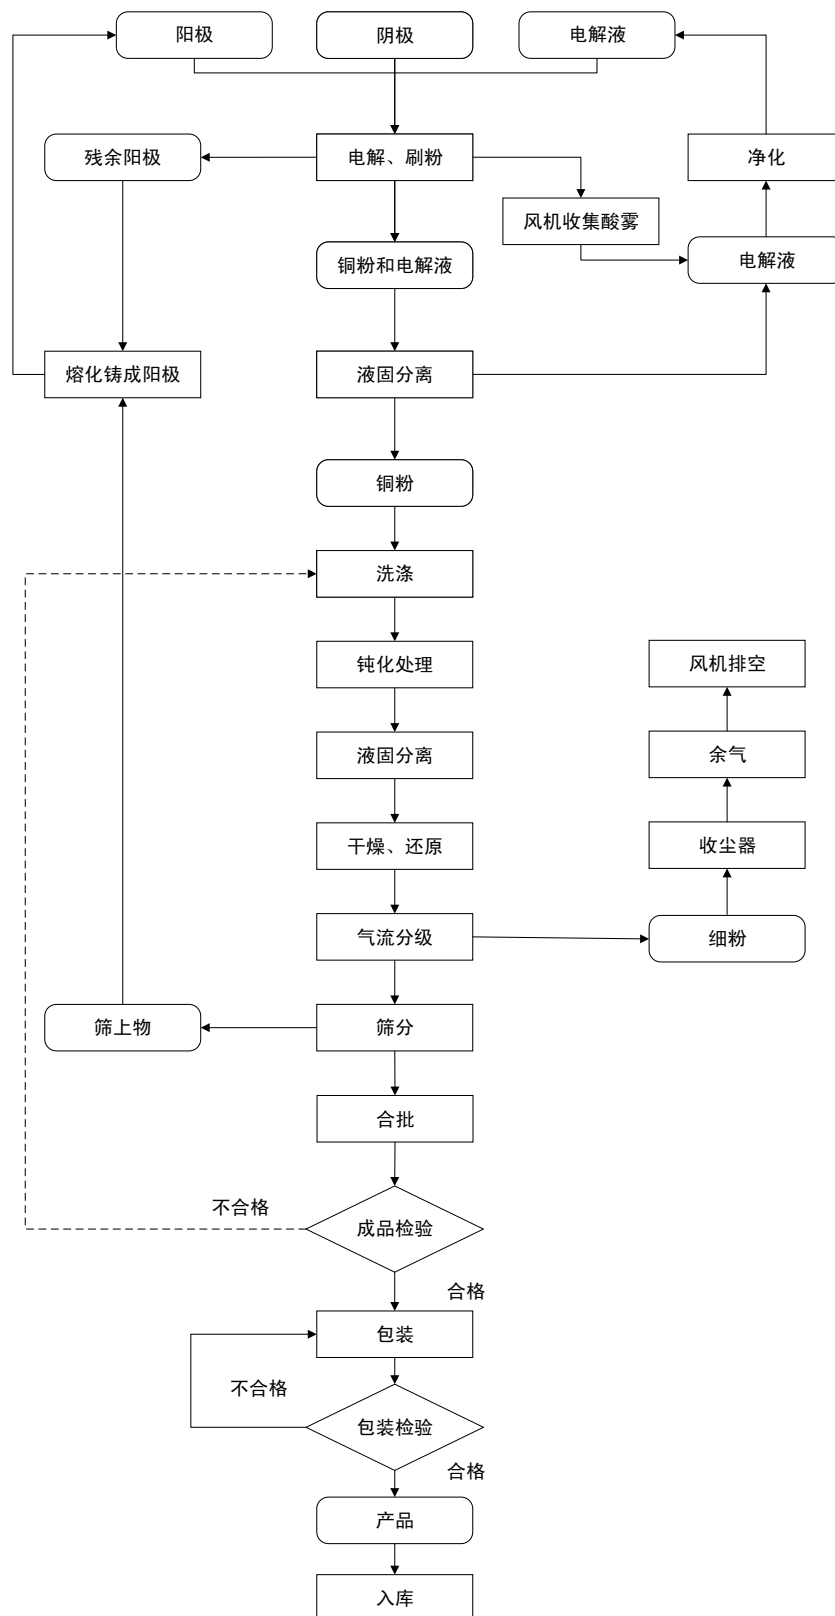 阳极
阴极
电解液
残余阳极
电解、刷粉
净化
风机收集酸雾
铜粉和电解液
电解液
熔化铸成阳极
液固分离
铜粉
洗涤
钝化处理
风机排空
液固分离
余气
干燥、还原
收尘器
气流分级
细粉
筛上物
筛分
合批
不合格
成品检验
合格
包装
不合格
包装检验
合格
产品
入库